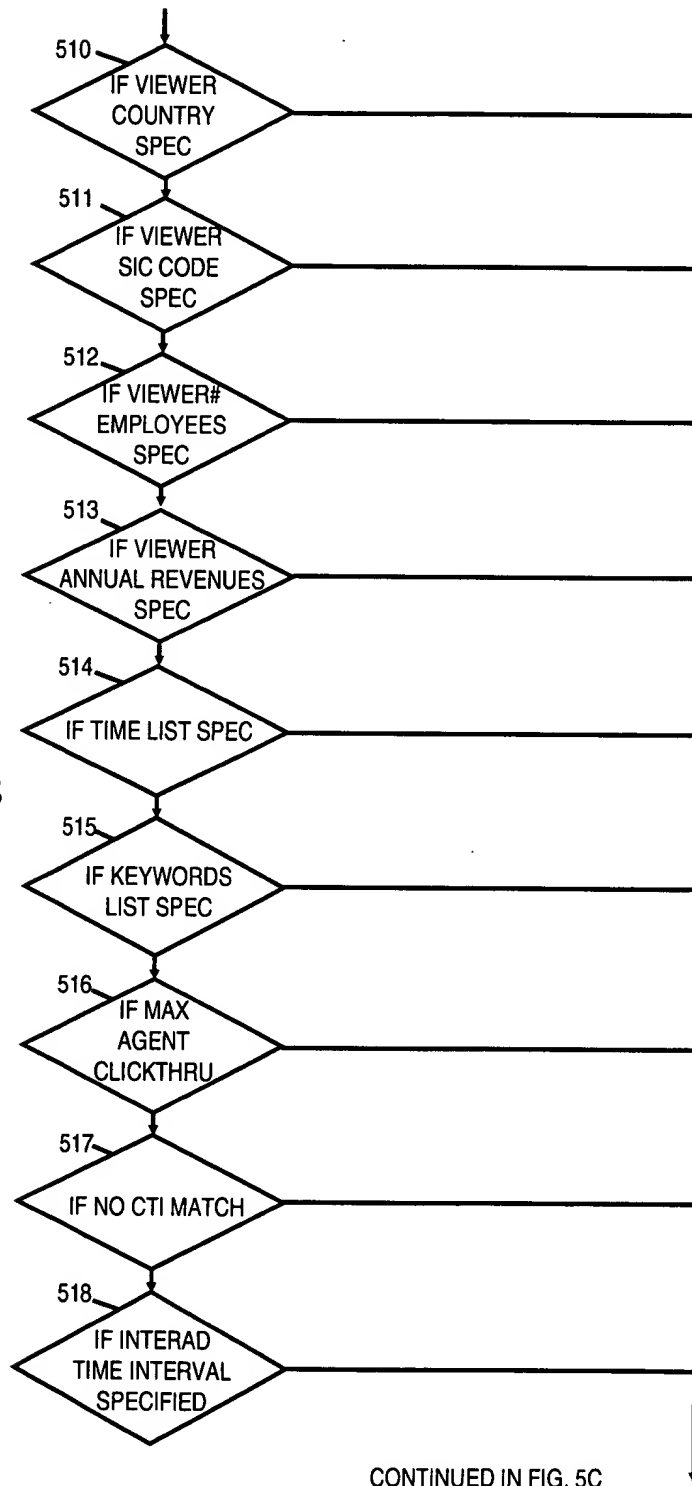 510
IF VIEWER
COUNTRY
SPEC
511
IF VIEWER
SIC CODE
SPEC
512
IF VIEWER#
EMPLOYEES
SPEC
513
IF VIEWER
ANNUAL REVENUES
SPEC
514
IF TIME LIST SPEC
515
IF KEYWORDS
LIST SPEC
516
IF MAX
AGENT
CLICKTHRU
517
IF NO CTI MATCH
518
IF INTERAD
TIME INTERVAL
SPECIFIED
CONTINUED IN FIG. 5C